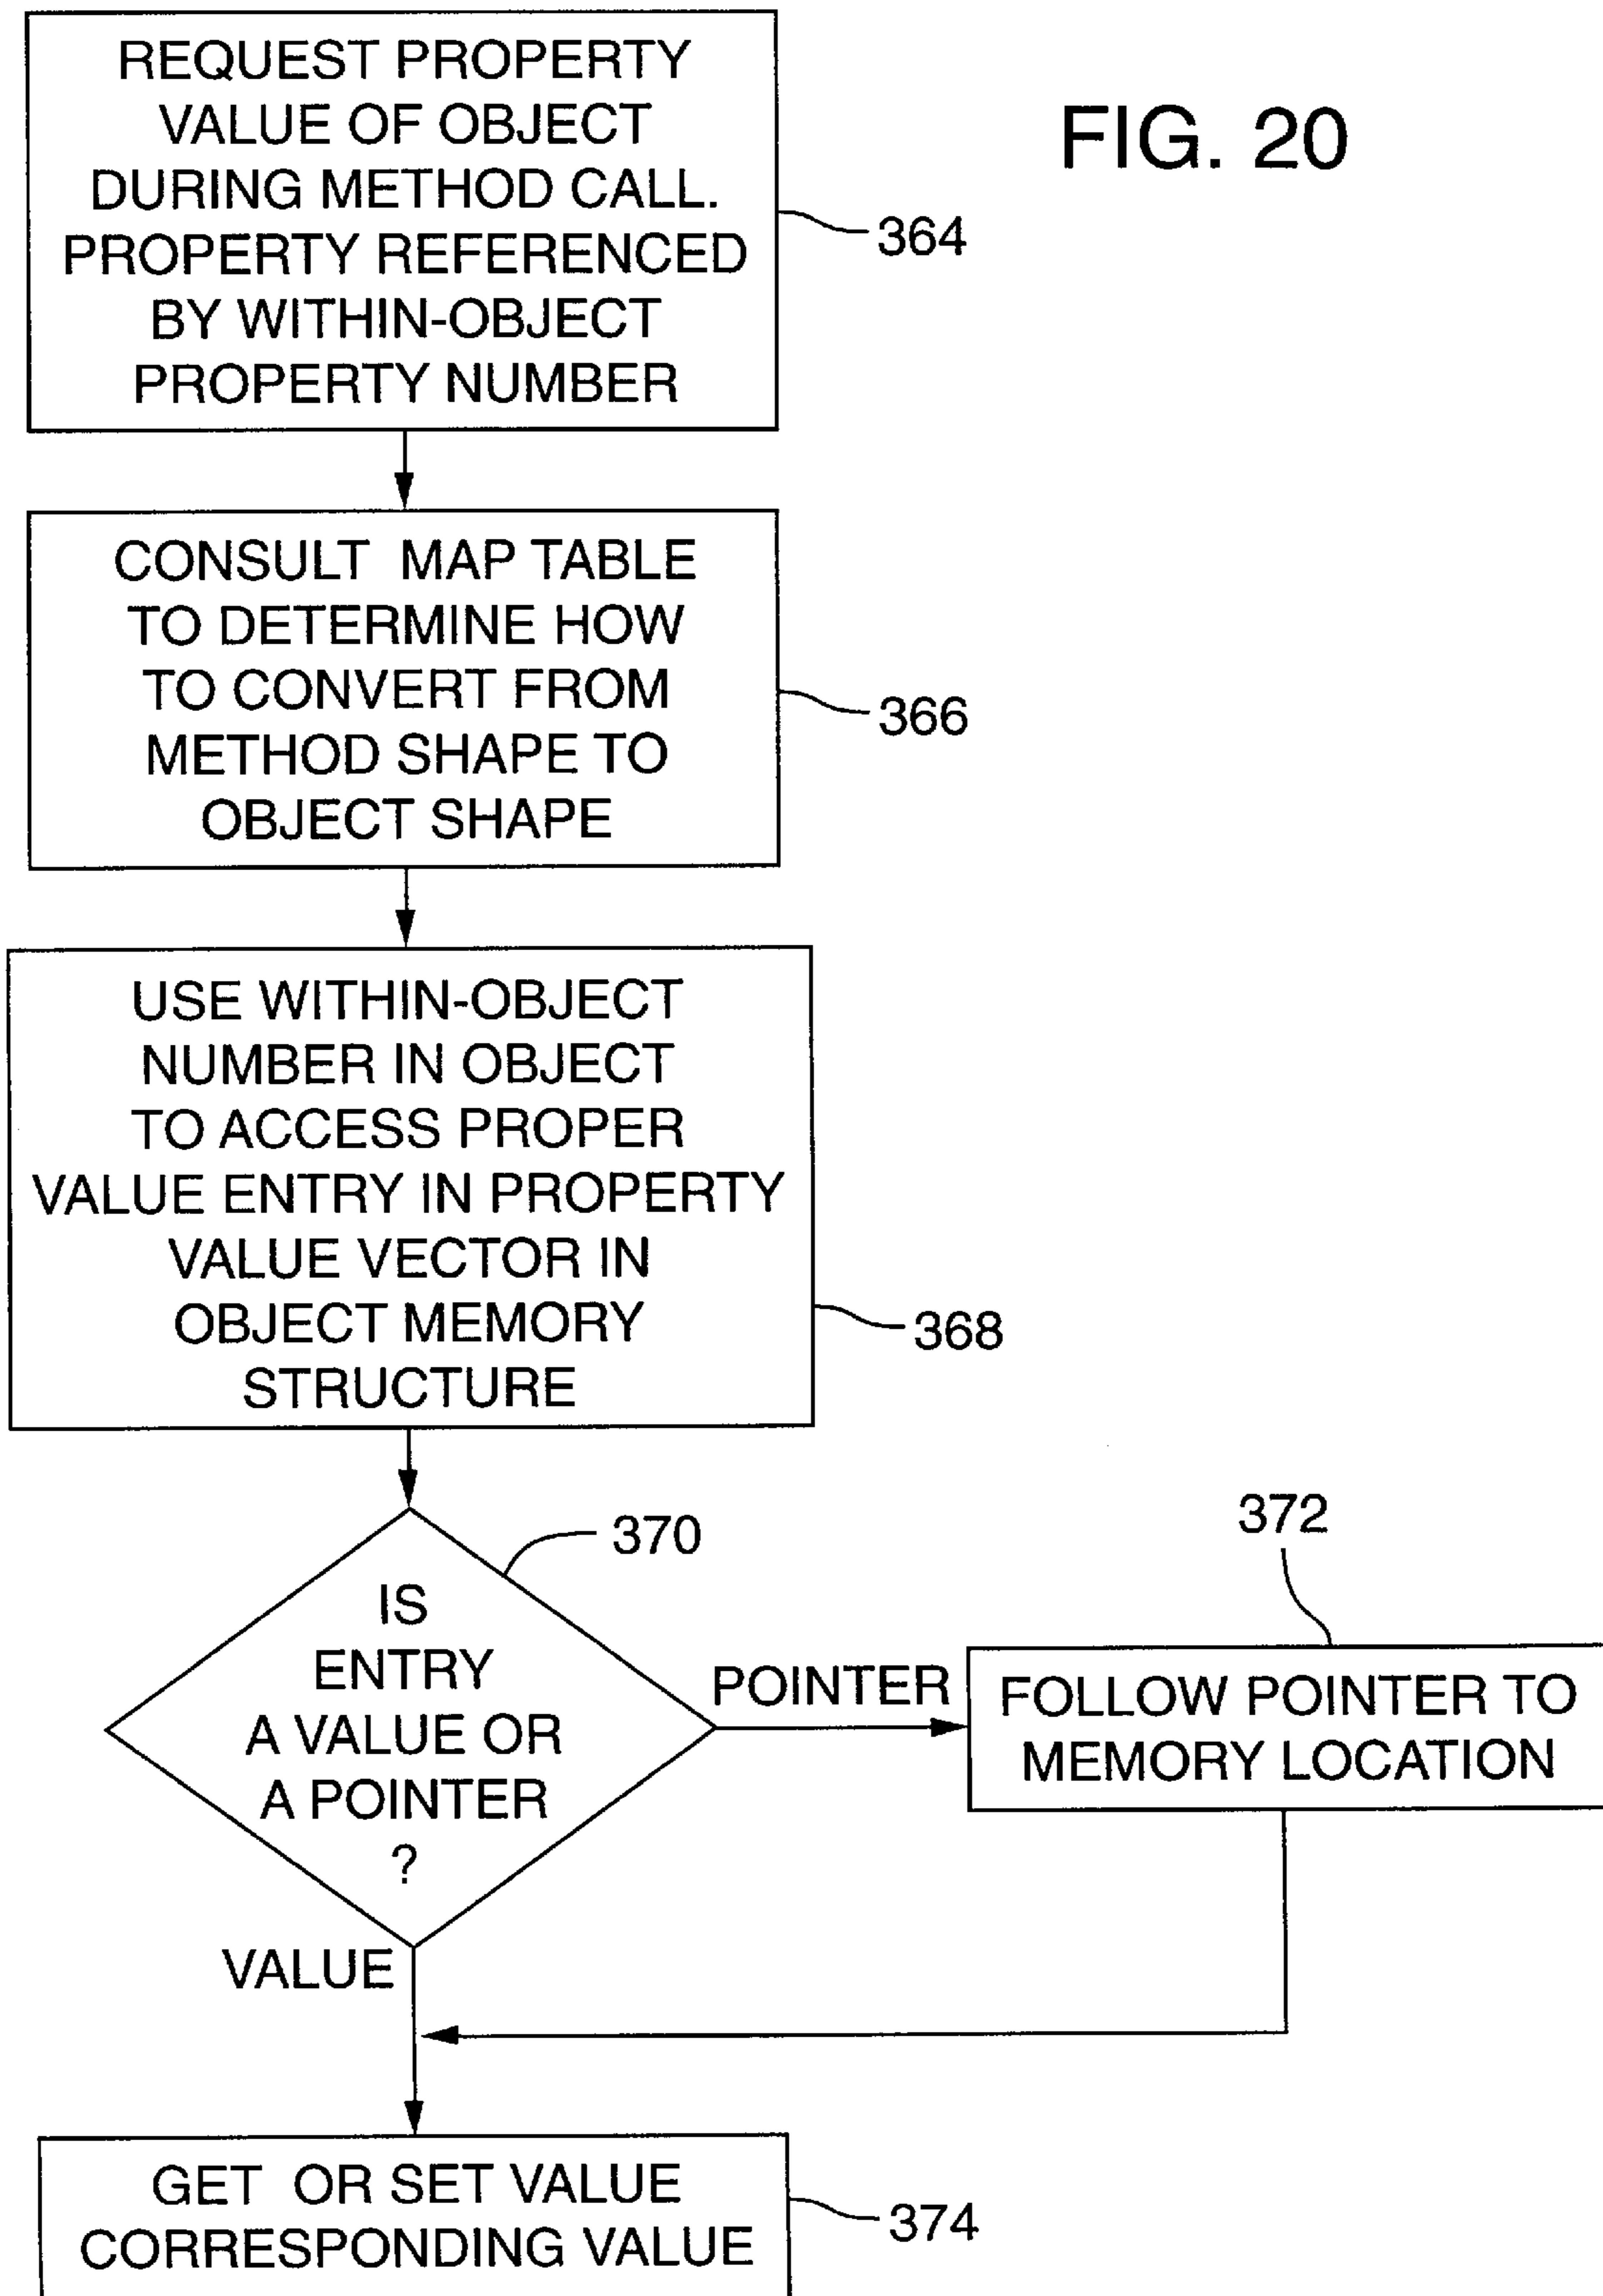 FIG. 20
REQUEST PROPERTY
VALUE OF OBJECT
DURING METHOD CALL.
PROPERTY REFERENCED
BY WITHIN-OBJECT
PROPERTY NUMBER
364
CONSULT MAP TABLE
TO DETERMINE HOW
TO CONVERT FROM
METHOD SHAPE TO
OBJECT SHAPE
366
USE WITHIN-OBJECT
NUMBER IN OBJECT
TO ACCESS PROPER
VALUE ENTRY IN PROPERTY
VALUE VECTOR IN
OBJECT MEMORY
STRUCTURE
368
IS
ENTRY
A VALUE OR
A POINTER
?
370
POINTER
372
FOLLOW POINTER TO
MEMORY LOCATION
VALUE
GET OR SET VALUE
CORRESPONDING VALUE
374